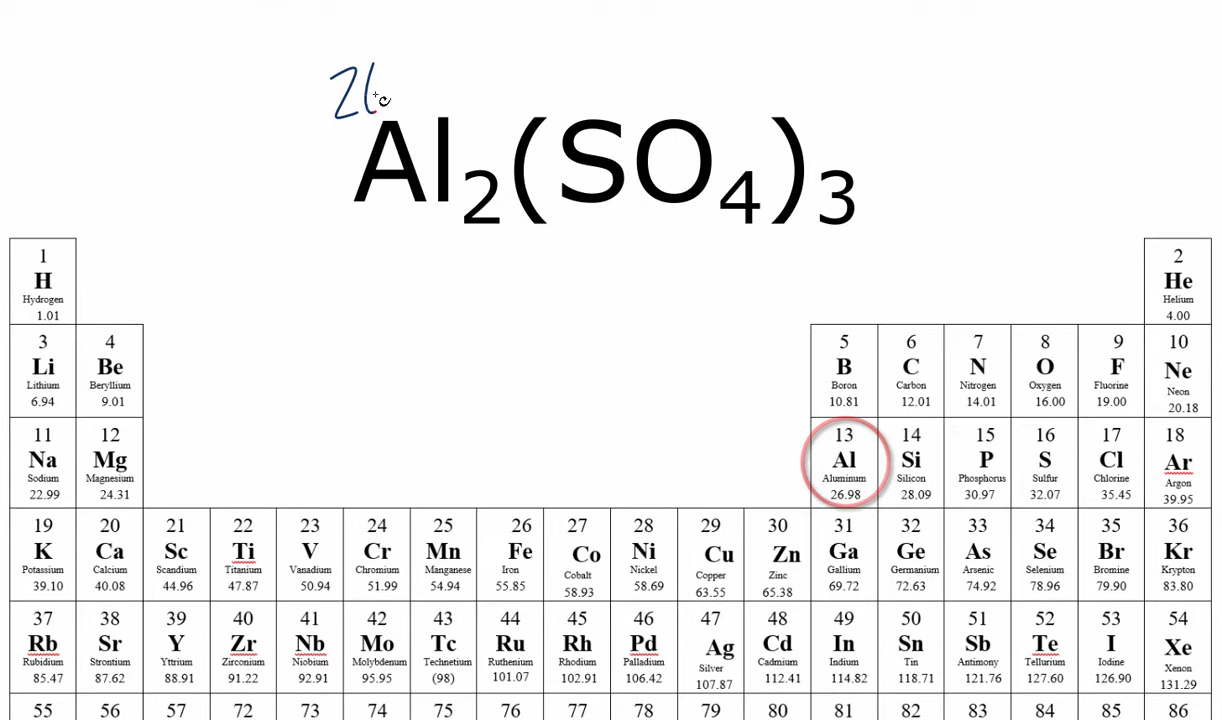 26
Al₂(SO₄)₃
1 2
H He
Hydrogen Helium
1.01 4.00
3 4 5 6 7 8 9 10
Li Be B C N O F Ne
Lithium Beryllium Boron Carbon Nitrogen Oxygen Fluorine Neon
6.94 9.01 10.81 12.01 14.01 16.00 19.00 20.18
11 12 13 14 15 16 17 18
Na Mg Al Si P S Cl Ar
Sodium Magnesium Aluminum Silicon Phosphorus Sulfur Chlorine Argon
22.99 24.31 26.98 28.09 30.97 32.07 35.45 39.95
19 20 21 22 23 24 25 26 27 28 29 30 31 32 33 34 35 36
K Ca Sc Ti V Cr Mn Fe Co Ni Cu Zn Ga Ge As Se Br Kr
Potassium Calcium Scandium Titanium Vanadium Chromium Manganese Iron Cobalt Nickel Copper Zinc Gallium Germanium Arsenic Selenium Bromine Krypton
39.10 40.08 44.96 47.87 50.94 51.99 54.94 55.85 58.93 58.69 63.55 65.38 69.72 72.63 74.92 78.96 79.90 83.80
37 38 39 40 41 42 43 44 45 46 47 48 49 50 51 52 53 54
Rb Sr Y Zr Nb Mo Tc Ru Rh Pd Ag Cd In Sn Sb Te I Xe
Rubidium Strontium Yttrium Zirconium Niobium Molybdenum Technetium Ruthenium Rhodium Palladium Silver Cadmium Indium Tin Antimony Tellurium Iodine Xenon
85.47 87.62 88.91 91.22 92.91 95.95 (98) 101.07 102.91 106.42 107.87 112.41 114.82 118.71 121.76 127.60 126.90 131.29
55 56 57 72 73 74 75 76 77 78 79 80 81 82 83 84 85 86